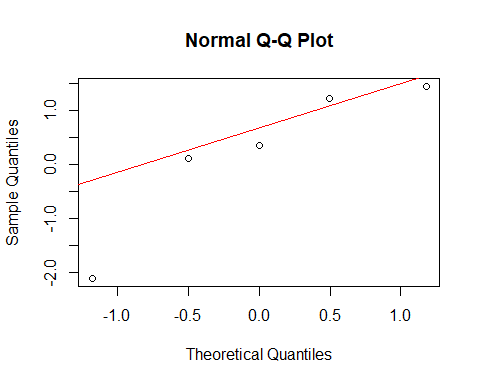 Normal Q-Q Plot
Sample Quantiles
1.0
0.0
-1.0
-2.0
-1.0 -0.5 0.0 0.5 1.0
Theoretical Quantiles